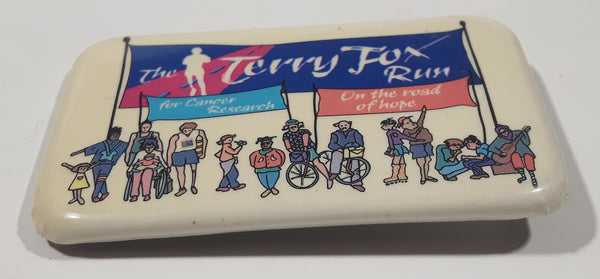 The Terry Fox
Run
for Cancer
Research
On the road
of hope